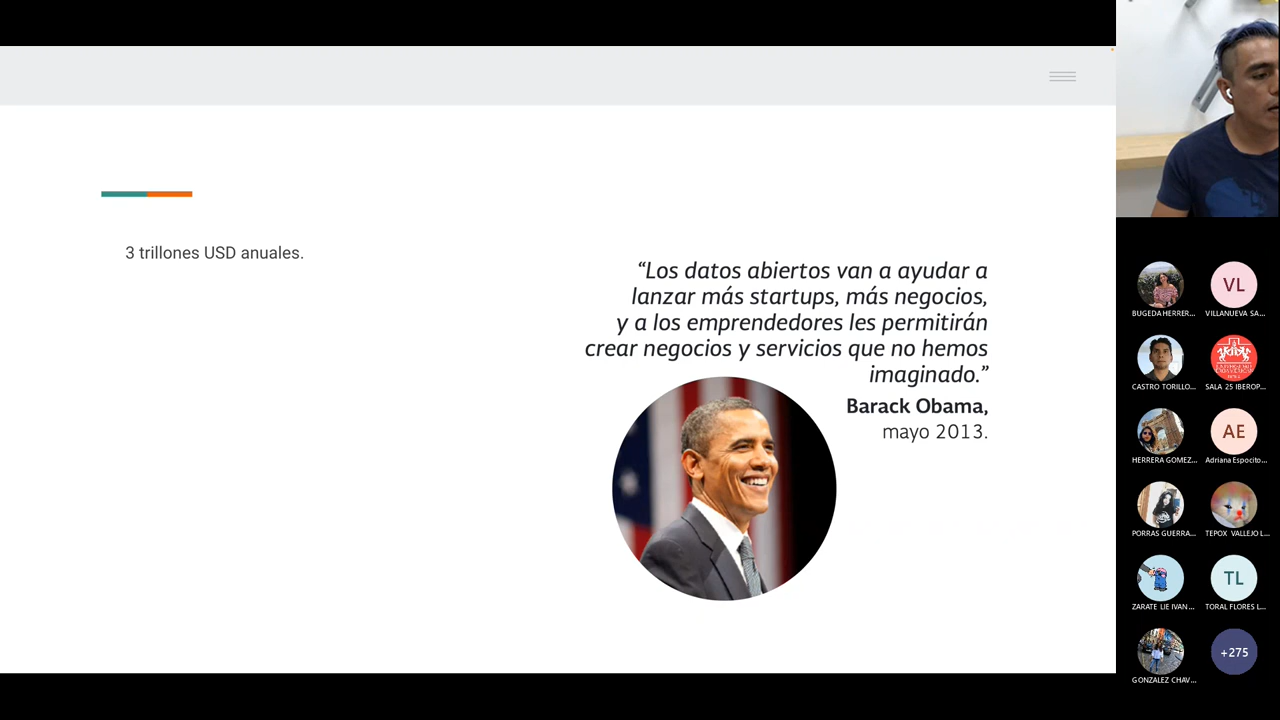 3 trillones USD anuales.
“Los datos abiertos van a ayudar a
lanzar más startups, más negocios,
y a los emprendedores les permitirán
crear negocios y servicios que no hemos
imaginado.”
Barack Obama,
mayo 2013.
VL
BUGEDA HERRER...
VILLANUEVA SA...
CASTRO TORILLO...
SALA 25 IBEROP...
AE
HERRERA GOMEZ...
Adriana Espocito...
PORRAS GUERRA...
TEPOX VALLEJO L...
TL
ZARATE LIE IVAN...
TORAL FLORES L...
+275
GONZALEZ CHAV...